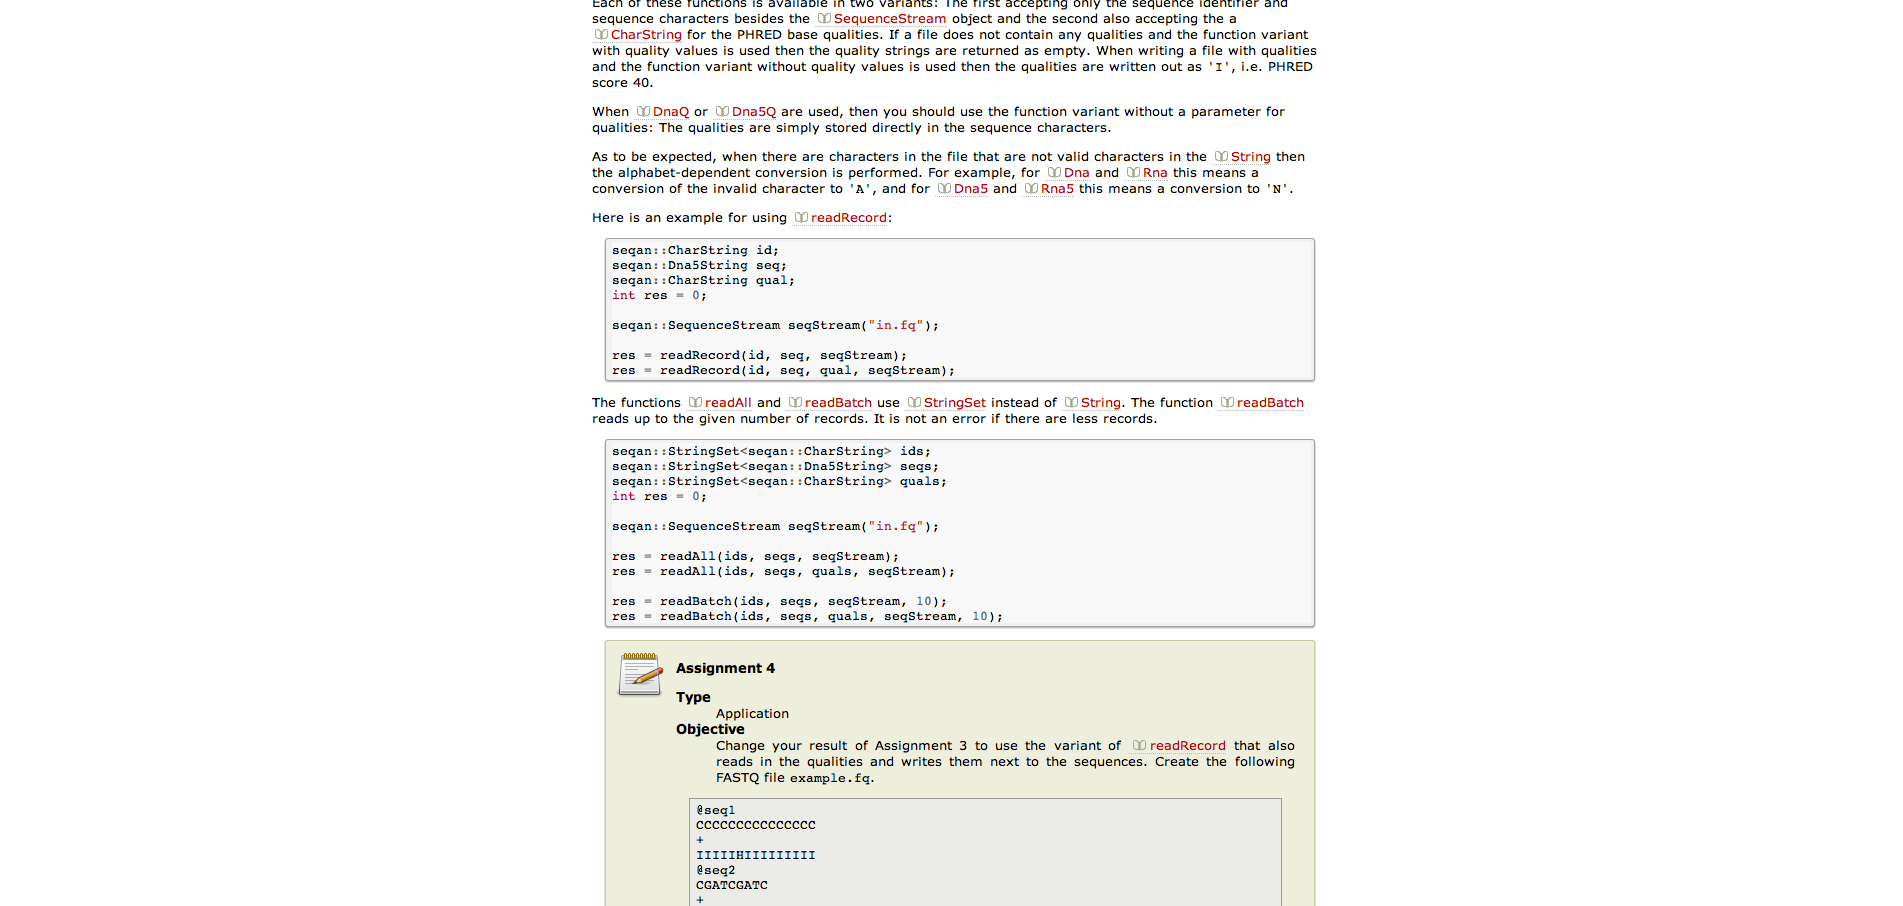 Each of these functions is available in two variants: The first accepting only the sequence identifier and
sequence characters besides the SequenceStream object and the second also accepting the a
CharString for the PHRED base qualities. If a file does not contain any qualities and the function variant
with quality values is used then the quality strings are returned as empty. When writing a file with qualities
and the function variant without quality values is used then the qualities are written out as 'I', i.e. PHRED
score 40.
When DnaQ or Dna5Q are used, then you should use the function variant without a parameter for
qualities: The qualities are simply stored directly in the sequence characters.
As to be expected, when there are characters in the file that are not valid characters in the String then
the alphabet-dependent conversion is performed. For example, for Dna and Rna this means a
conversion of the invalid character to 'A', and for Dna5 and Rna5 this means a conversion to 'N'.
Here is an example for using readRecord:
seqan::CharString id;
seqan::Dna5String seq;
seqan::CharString qual;
int res = 0;
seqan::SequenceStream seqStream("in.fq");
res = readRecord(id, seq, seqStream);
res = readRecord(id, seq, qual, seqStream);
The functions readAll and readBatch use StringSet instead of String. The function readBatch
reads up to the given number of records. It is not an error if there are less records.
seqan::StringSet<seqan::CharString> ids;
seqan::StringSet<seqan::Dna5String> seqs;
seqan::StringSet<seqan::CharString> quals;
int res = 0;
seqan::SequenceStream seqStream("in.fq");
res = readAll(ids, seqs, seqStream);
res = readAll(ids, seqs, quals, seqStream);
res = readBatch(ids, seqs, seqStream, 10);
res = readBatch(ids, seqs, quals, seqStream, 10);
Assignment 4
Type
Application
Objective
Change your result of Assignment 3 to use the variant of readRecord that also
reads in the qualities and writes them next to the sequences. Create the following
FASTQ file example.fq.
@seq1
CCCCCCCCCCCCCCC
+
IIIIIHIIIIIIIII
@seq2
CGATCGATC
+